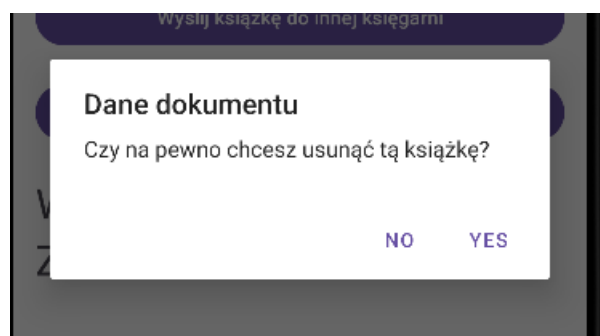 Wyślij książkę do innej księgarni
Dane dokumentu
Czy na pewno chcesz usunąć tą książkę?
NO YES